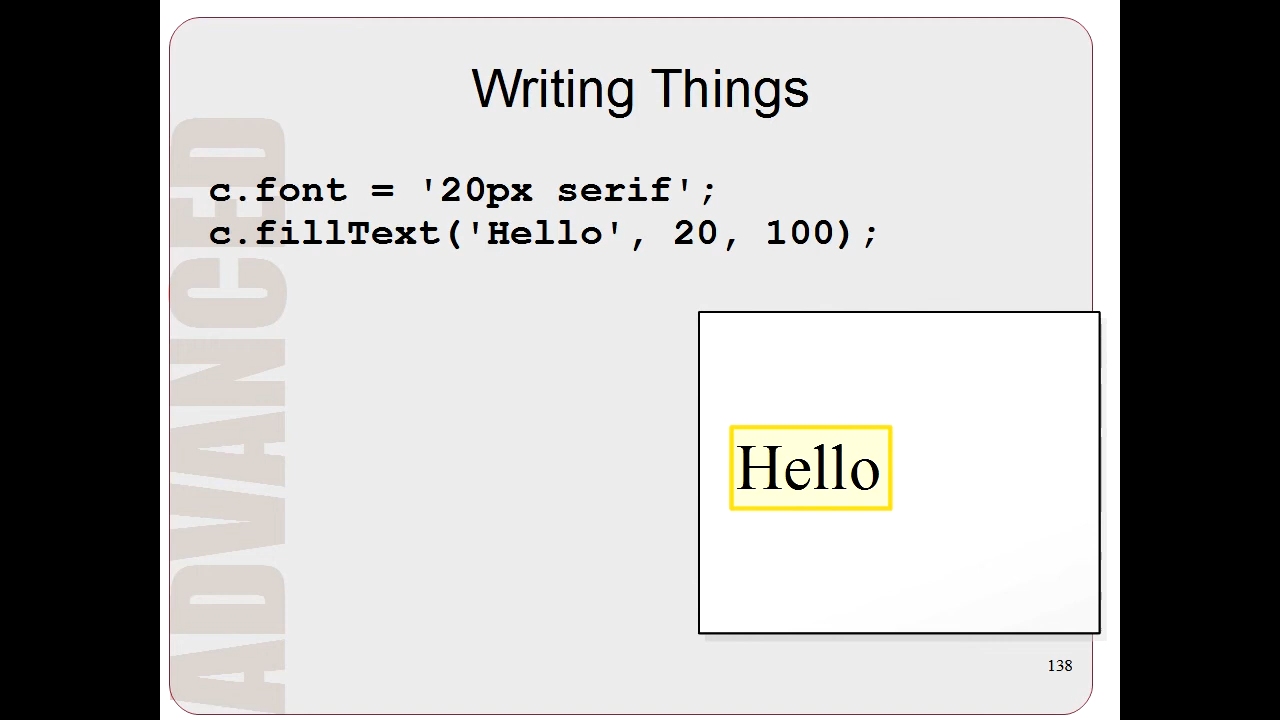 Writing Things
c.font = '20px serif';
c.fillText('Hello', 20, 100);
ADVANCED
Hello
138